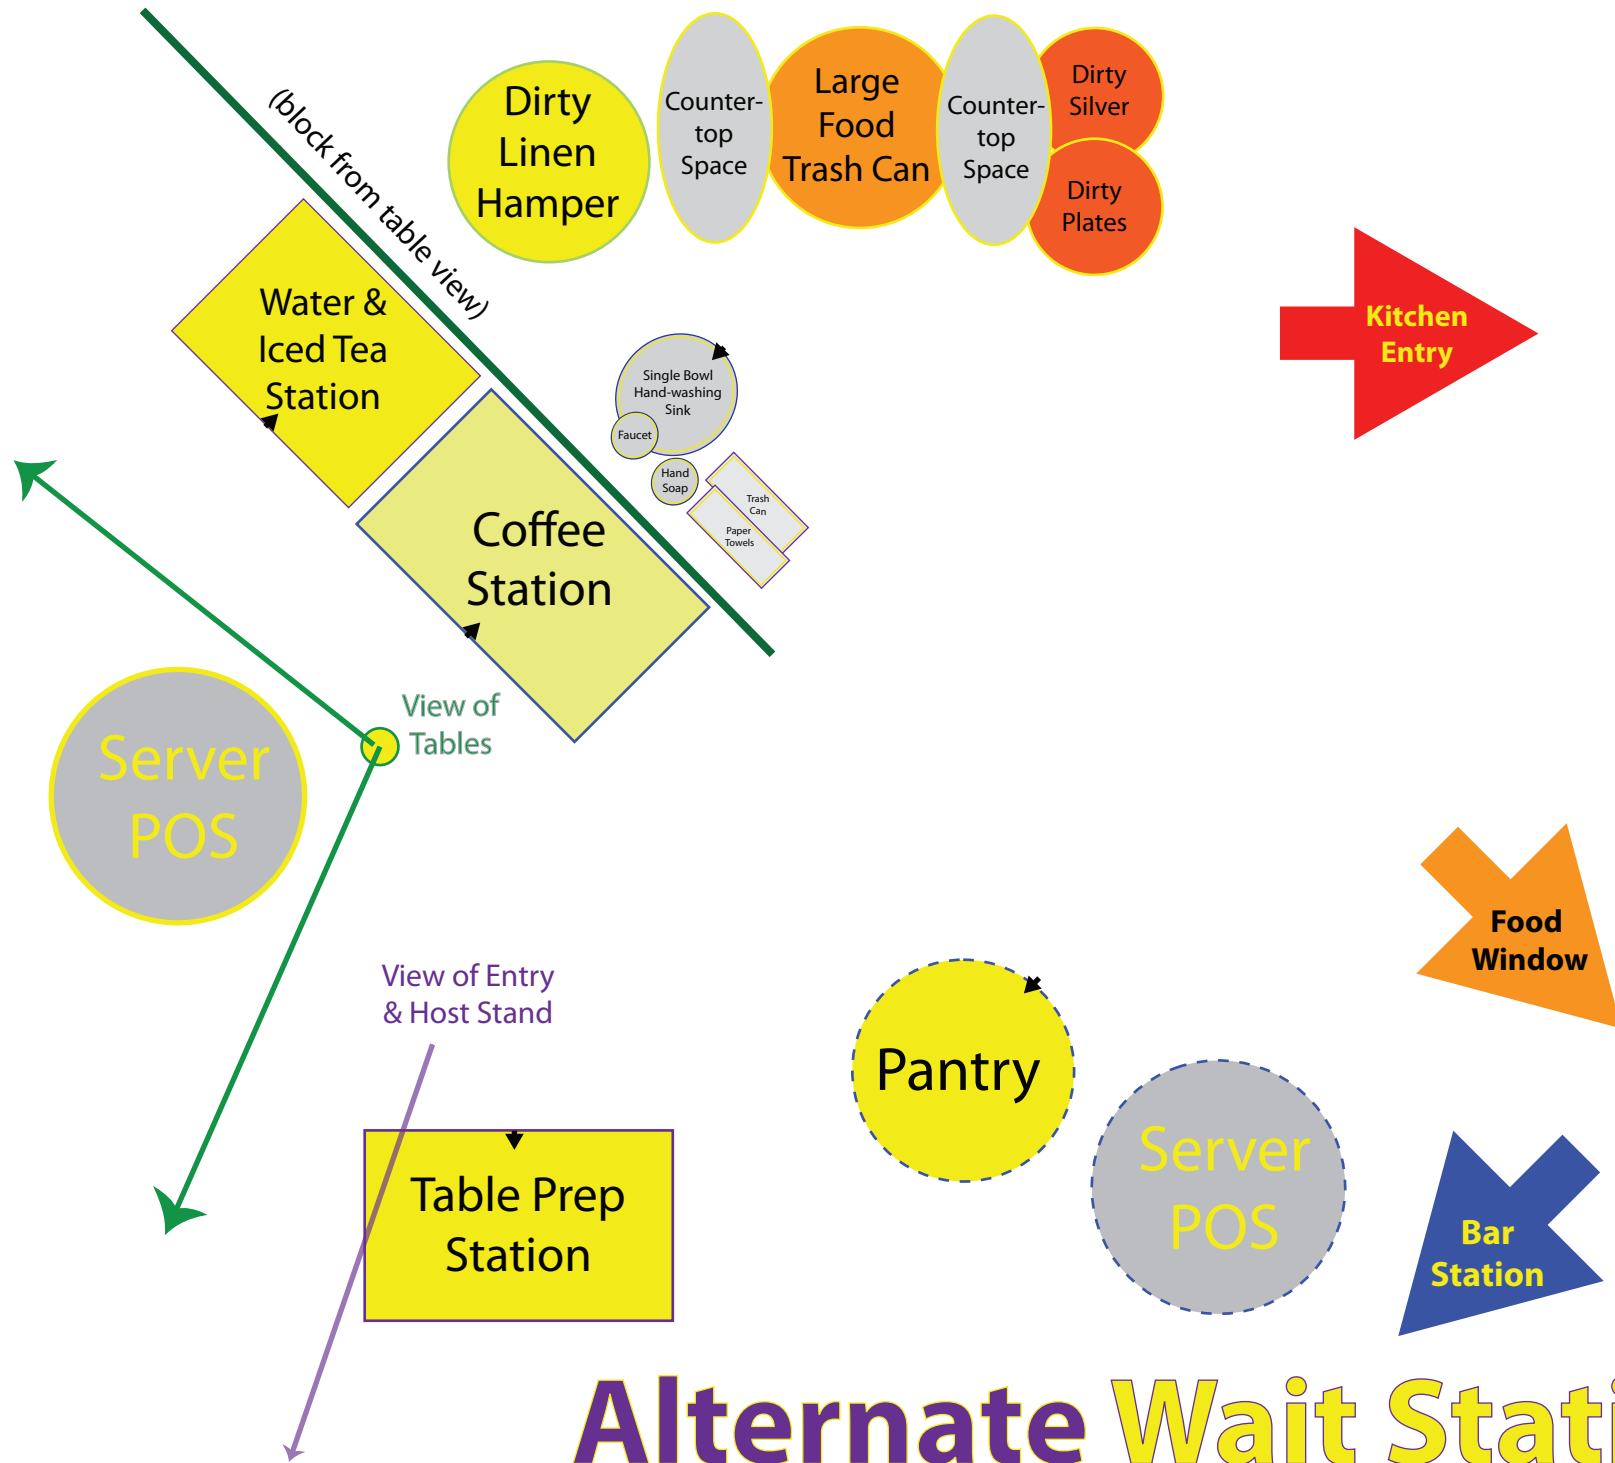 Dirty
Linen
Hamper
Counter-
top
Space
Large
Food
Trash Can
Counter-
top
Space
Dirty
Silver
Dirty
Plates
(block from table view)
Water &
Iced Tea
Station
Single Bowl
Hand-washing
Sink
Faucet
Hand
Soap
Trash
Can
Paper
Towels
Kitchen
Entry
Coffee
Station
View of
Tables
Server
POS
Food
Window
View of Entry
& Host Stand
Pantry
Server
POS
Table Prep
Station
Bar
Station
Alternate Wait Stati